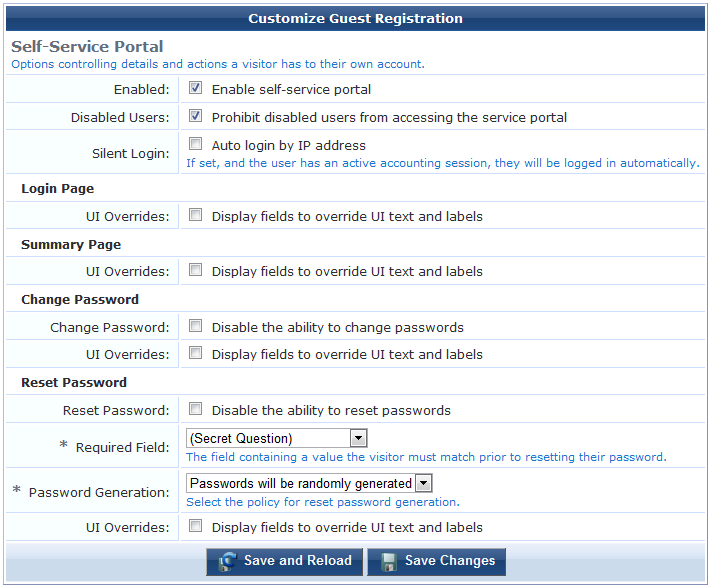 Customize Guest Registration
Self-Service Portal
Options controlling details and actions a visitor has to their own account.
Enabled: Enable self-service portal
Disabled Users: Prohibit disabled users from accessing the service portal
Silent Login: Auto login by IP address
If set, and the user has an active accounting session, they will be logged in automatically.
Login Page
UI Overrides: Display fields to override UI text and labels
Summary Page
UI Overrides: Display fields to override UI text and labels
Change Password
Change Password: Disable the ability to change passwords
UI Overrides: Display fields to override UI text and labels
Reset Password
Reset Password: Disable the ability to reset passwords
* Required Field: (Secret Question)
The field containing a value the visitor must match prior to resetting their password.
* Password Generation: Passwords will be randomly generated
Select the policy for reset password generation.
UI Overrides: Display fields to override UI text and labels
Save and Reload Save Changes